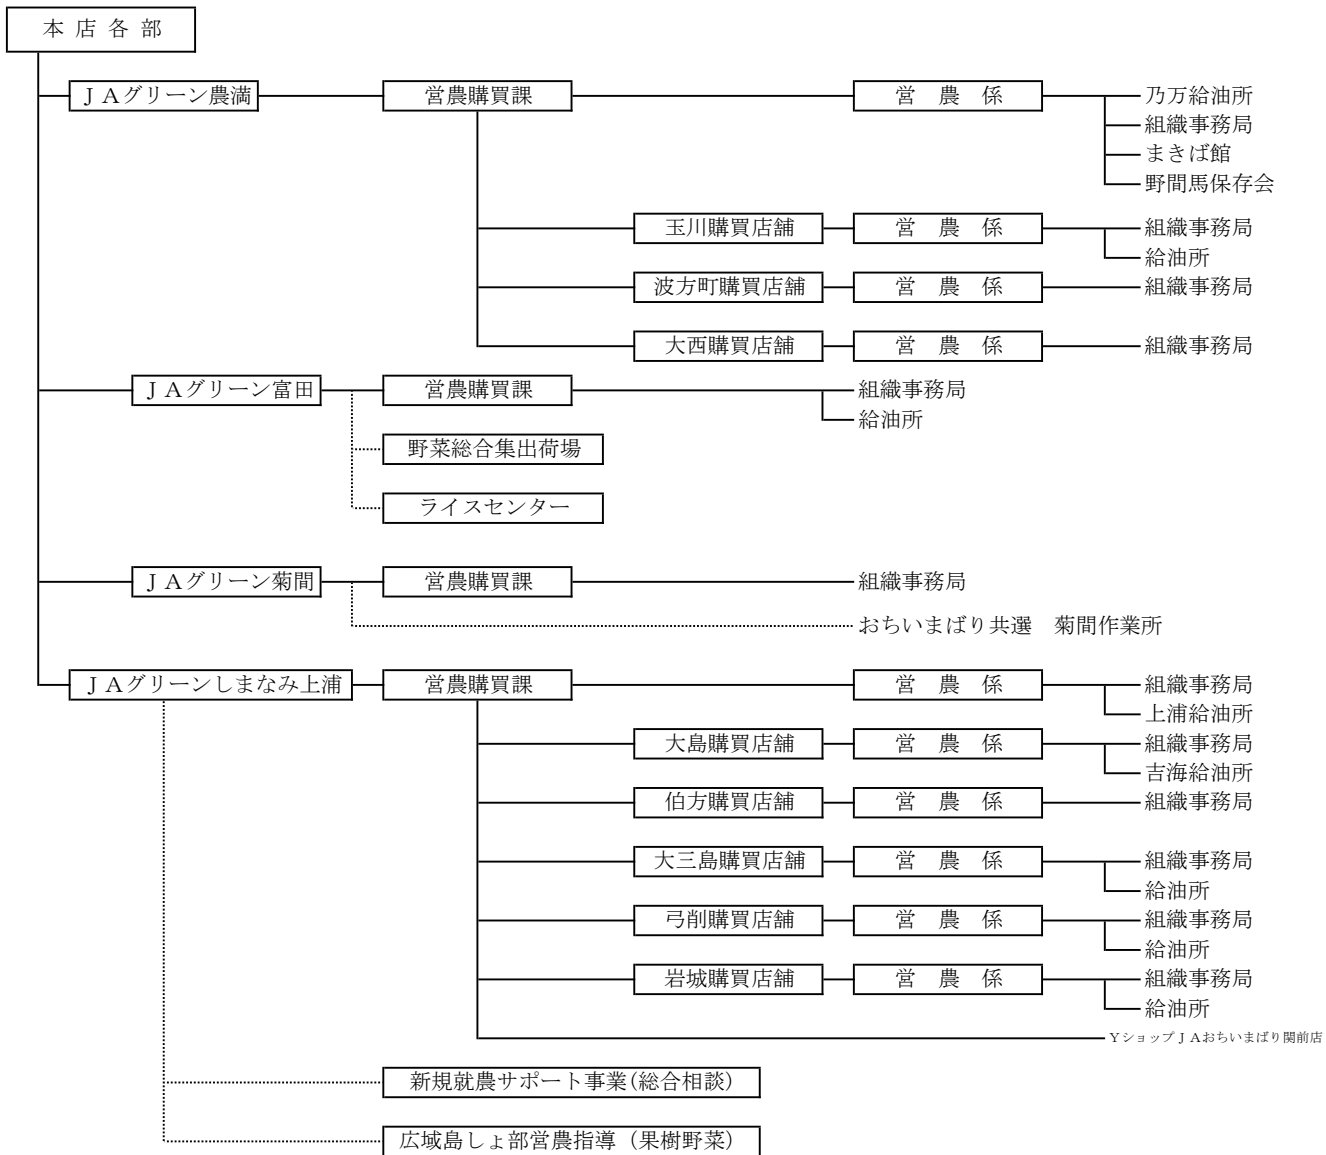 本 店 各 部
ＪＡグリーン農満 営農購買課 営　農　係 乃万給油所
組織事務局
まきば館
野間馬保存会
玉川購買店舗 営　農　係 組織事務局
給油所
波方町購買店舗 営　農　係 組織事務局
大西購買店舗 営　農　係 組織事務局
ＪＡグリーン富田 営農購買課 組織事務局
給油所
野菜総合集出荷場
ライスセンター
ＪＡグリーン菊間 営農購買課 組織事務局
おちいまばり共選　菊間作業所
ＪＡグリーンしまなみ上浦 営農購買課 営　農　係 組織事務局
上浦給油所
大島購買店舗 営　農　係 組織事務局
吉海給油所
伯方購買店舗 営　農　係 組織事務局
大三島購買店舗 営　農　係 組織事務局
給油所
弓削購買店舗 営　農　係 組織事務局
給油所
岩城購買店舗 営　農　係 組織事務局
給油所
ＹショップＪＡおちいまばり関前店
新規就農サポート事業(総合相談)
広域島しょ部営農指導（果樹野菜）